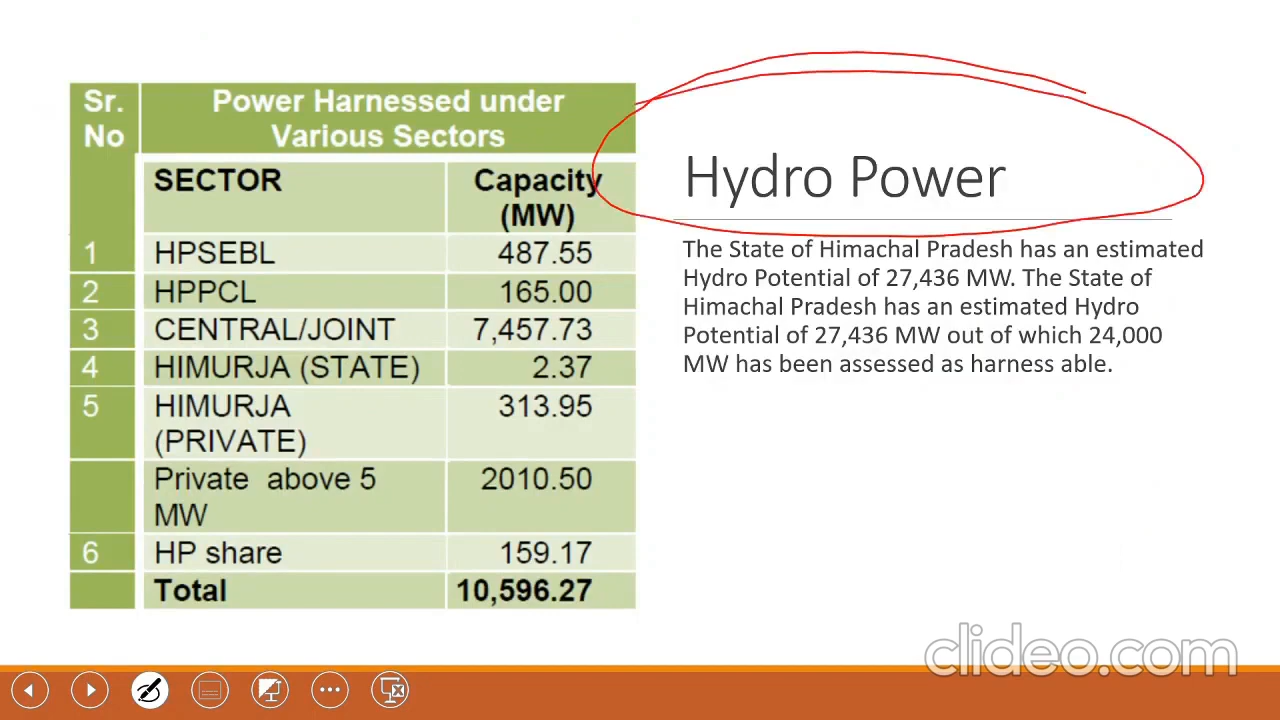 Sr. No Power Harnessed under Various Sectors
SECTOR Capacity (MW)
1 HPSEBL 487.55
2 HPPCL 165.00
3 CENTRAL/JOINT 7,457.73
4 HIMURJA (STATE) 2.37
5 HIMURJA (PRIVATE) 313.95
Private above 5 MW 2010.50
6 HP share 159.17
Total 10,596.27
Hydro Power
The State of Himachal Pradesh has an estimated
Hydro Potential of 27,436 MW. The State of
Himachal Pradesh has an estimated Hydro
Potential of 27,436 MW out of which 24,000
MW has been assessed as harness able.
clideo.com